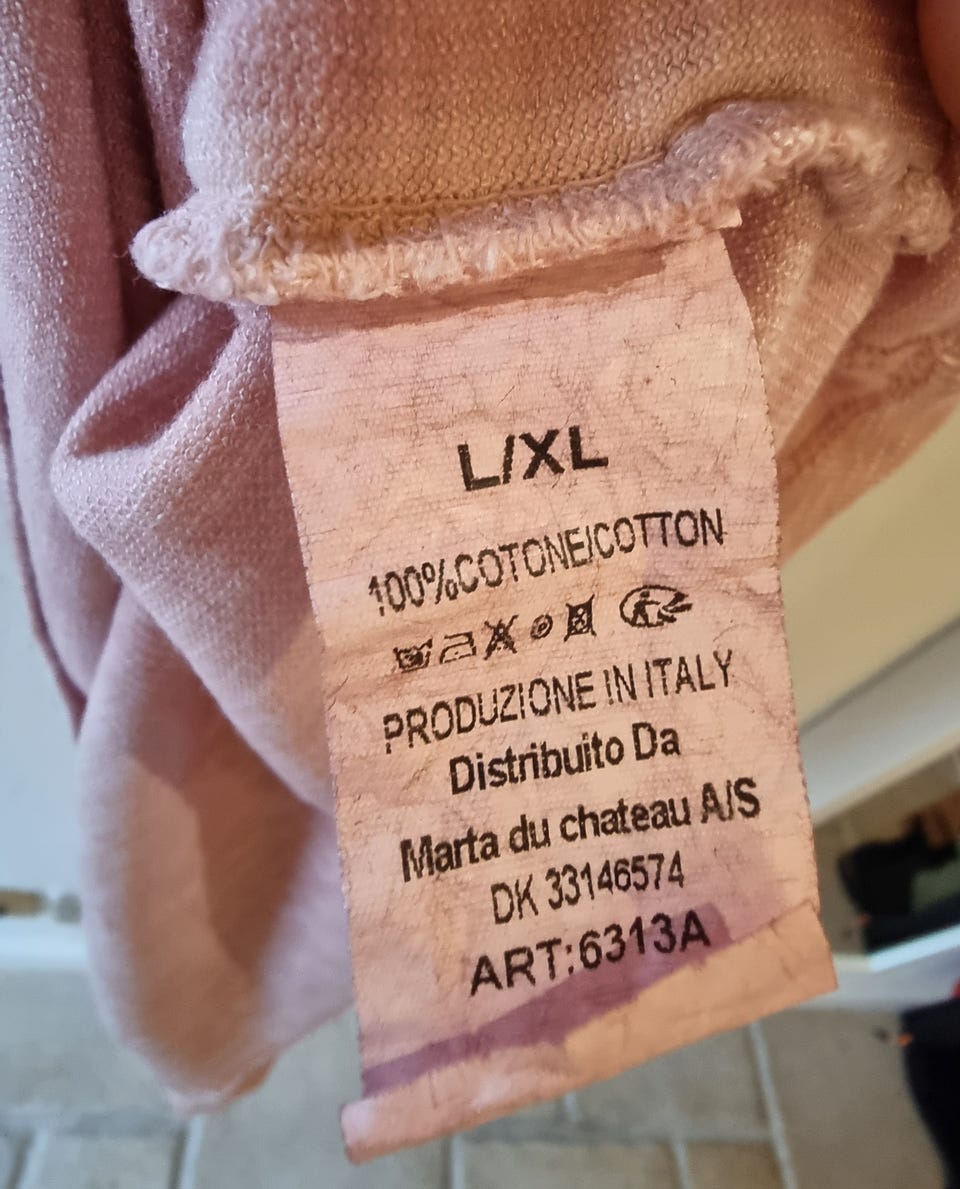 L/XL
100%COTONE/COTTON
PRODUZIONE IN ITALY
Distribuito Da
Marta du chateau A/S
DK 33146574
ART:6313A